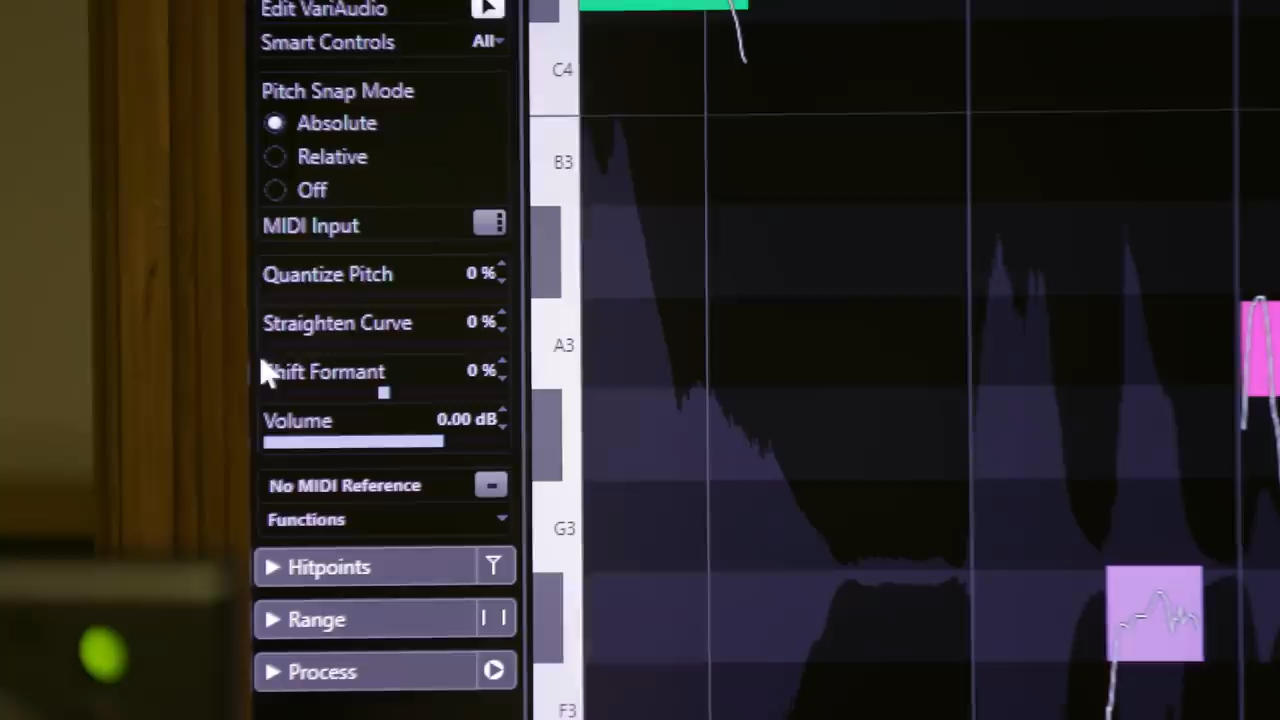 Edit VariAudio
Smart Controls All
Pitch Snap Mode
Absolute
Relative
Off
MIDI Input
Quantize Pitch 0 %
Straighten Curve 0 %
Shift Formant 0 %
Volume 0.00 dB
No MIDI Reference
Functions
Hitpoints
Range
Process
C4
B3
A3
G3
F3